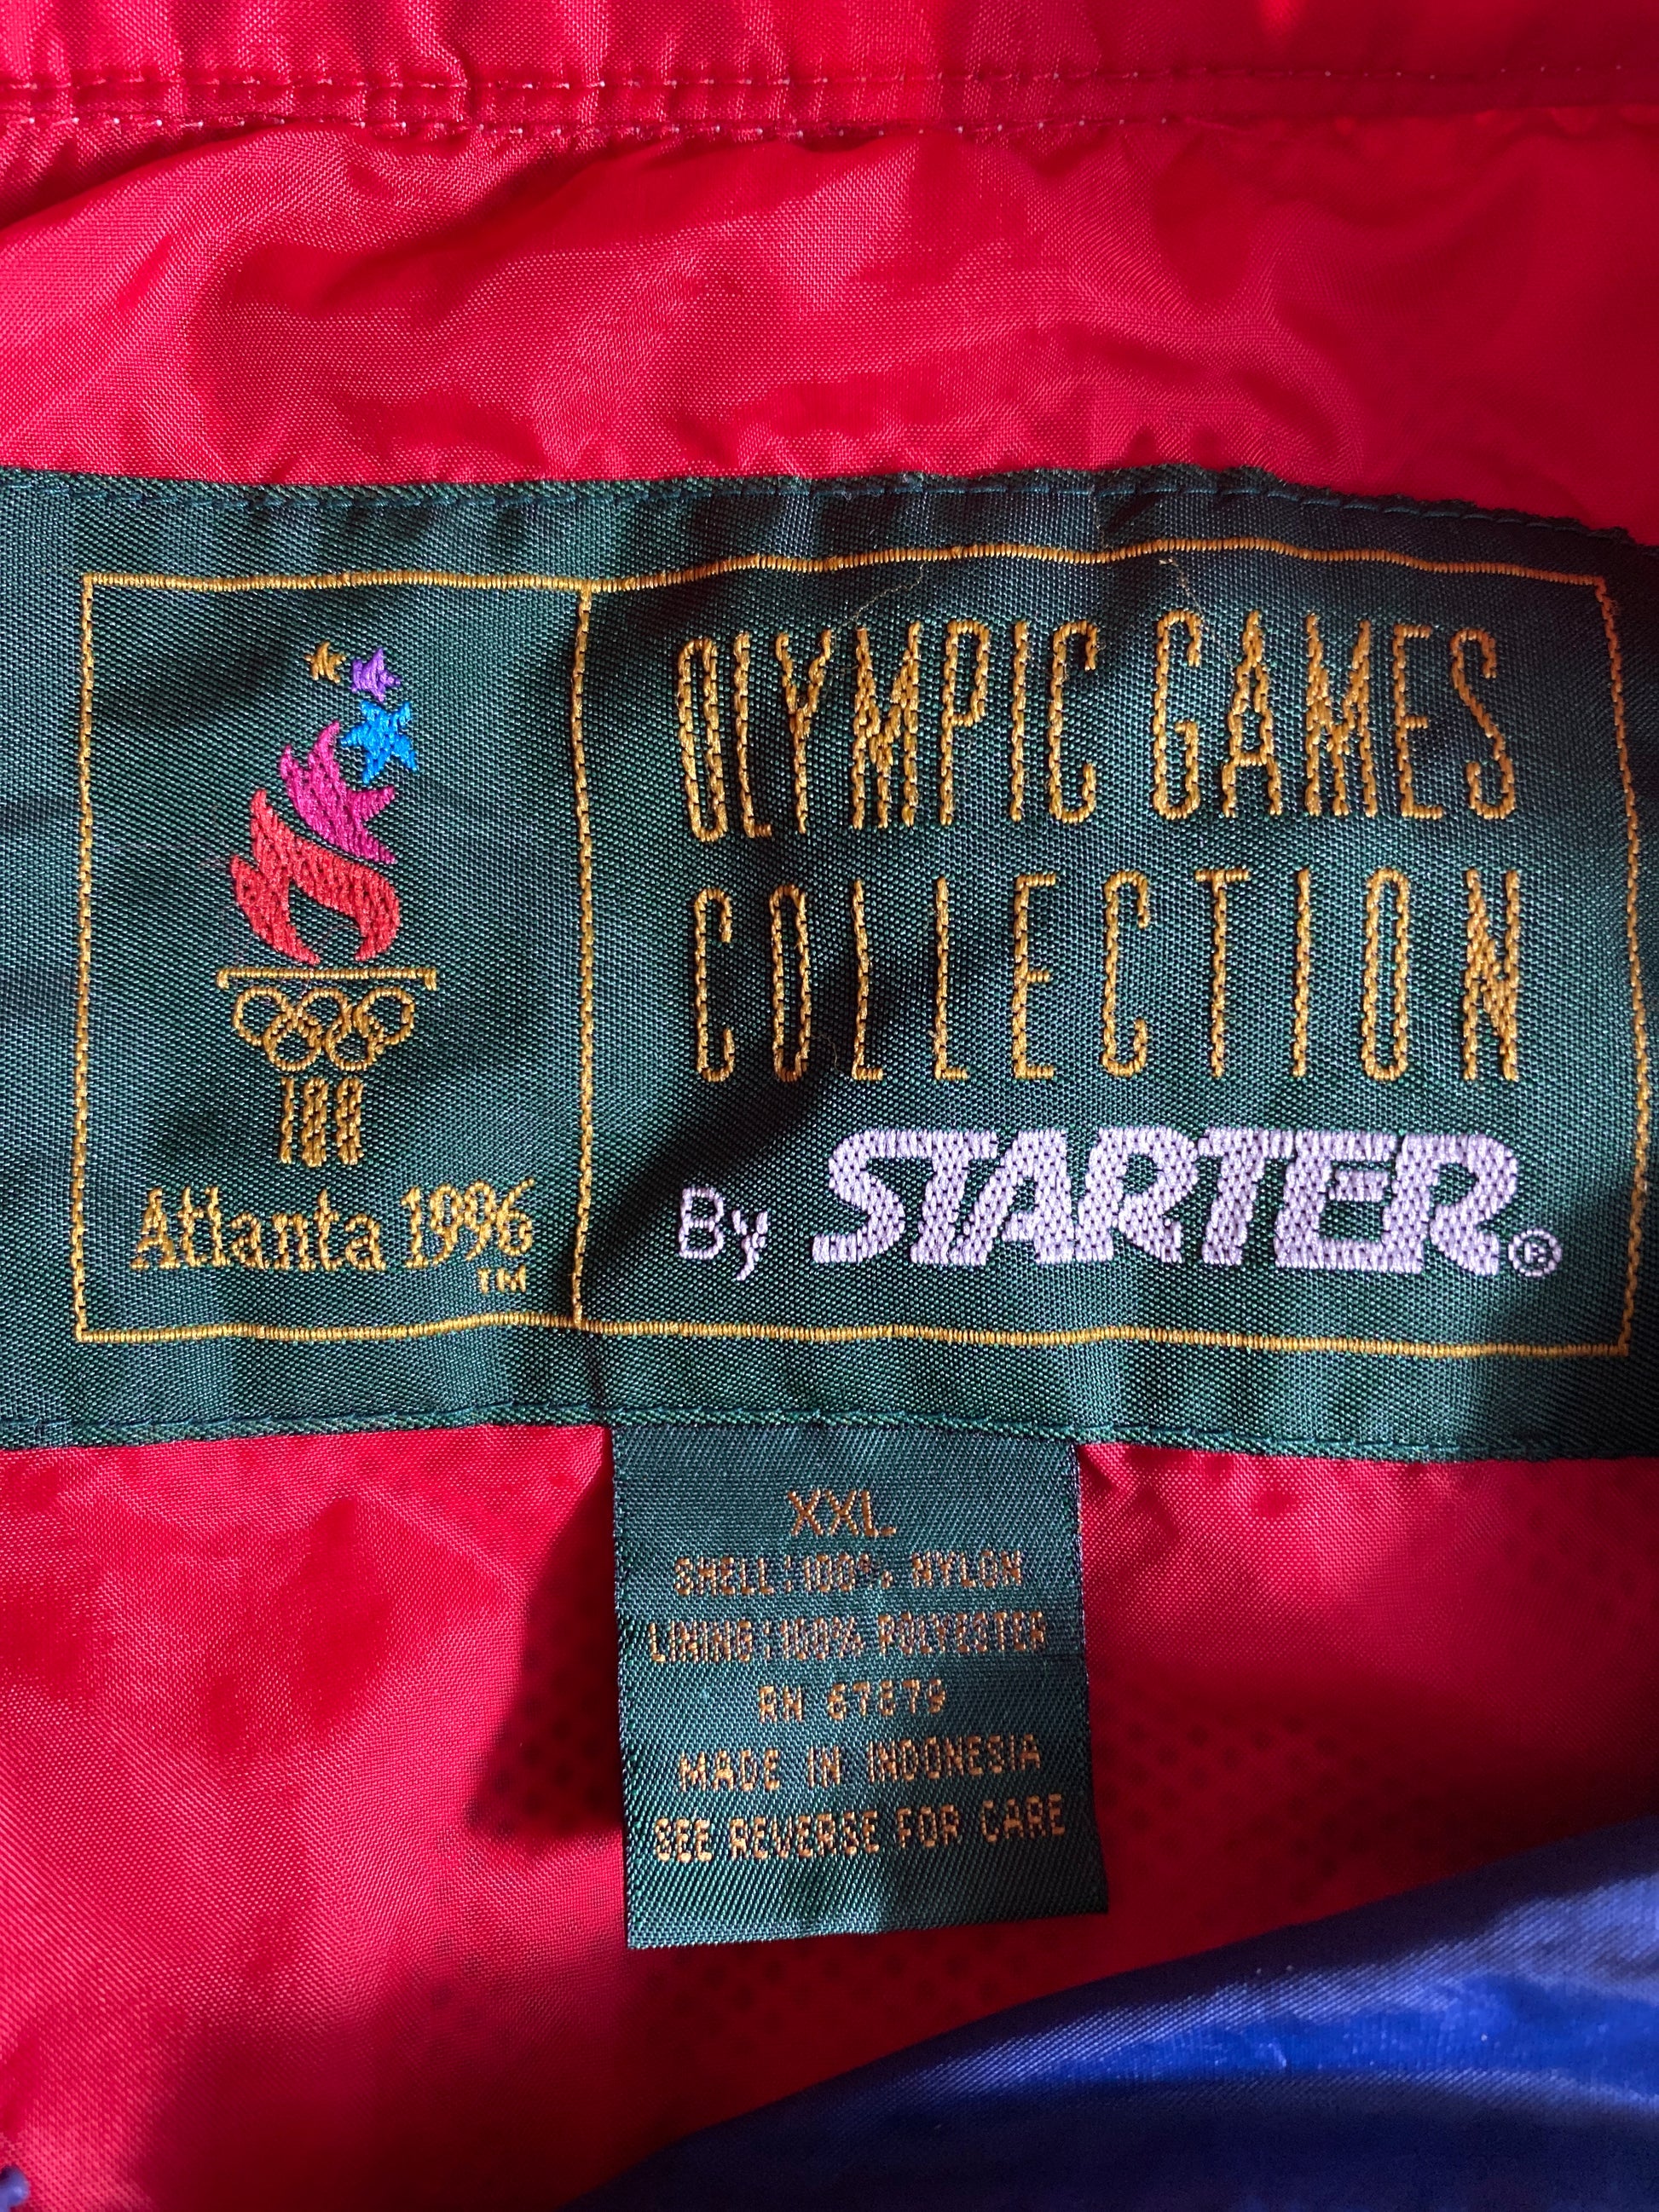 OLYMPIC GAMES
COLLECTION
By STARTER®
100
Atlanta 1996
TM
XXL
SHELL:100% NYLON
LINING:100% POLYESTER
RN 67879
MADE IN INDONESIA
SEE REVERSE FOR CARE